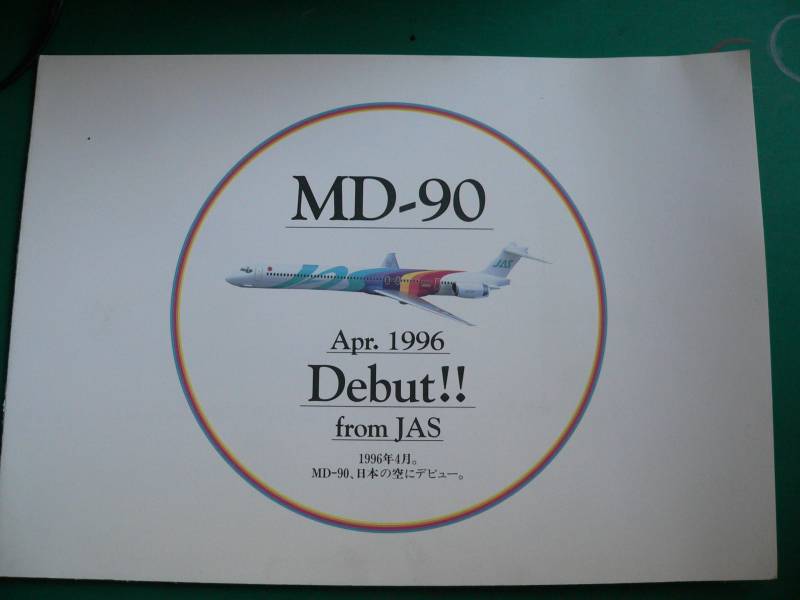 MD-90
JAS
Apr. 1996
Debut!!
from JAS
1996年4月。
MD-90、日本の空にデビュー。